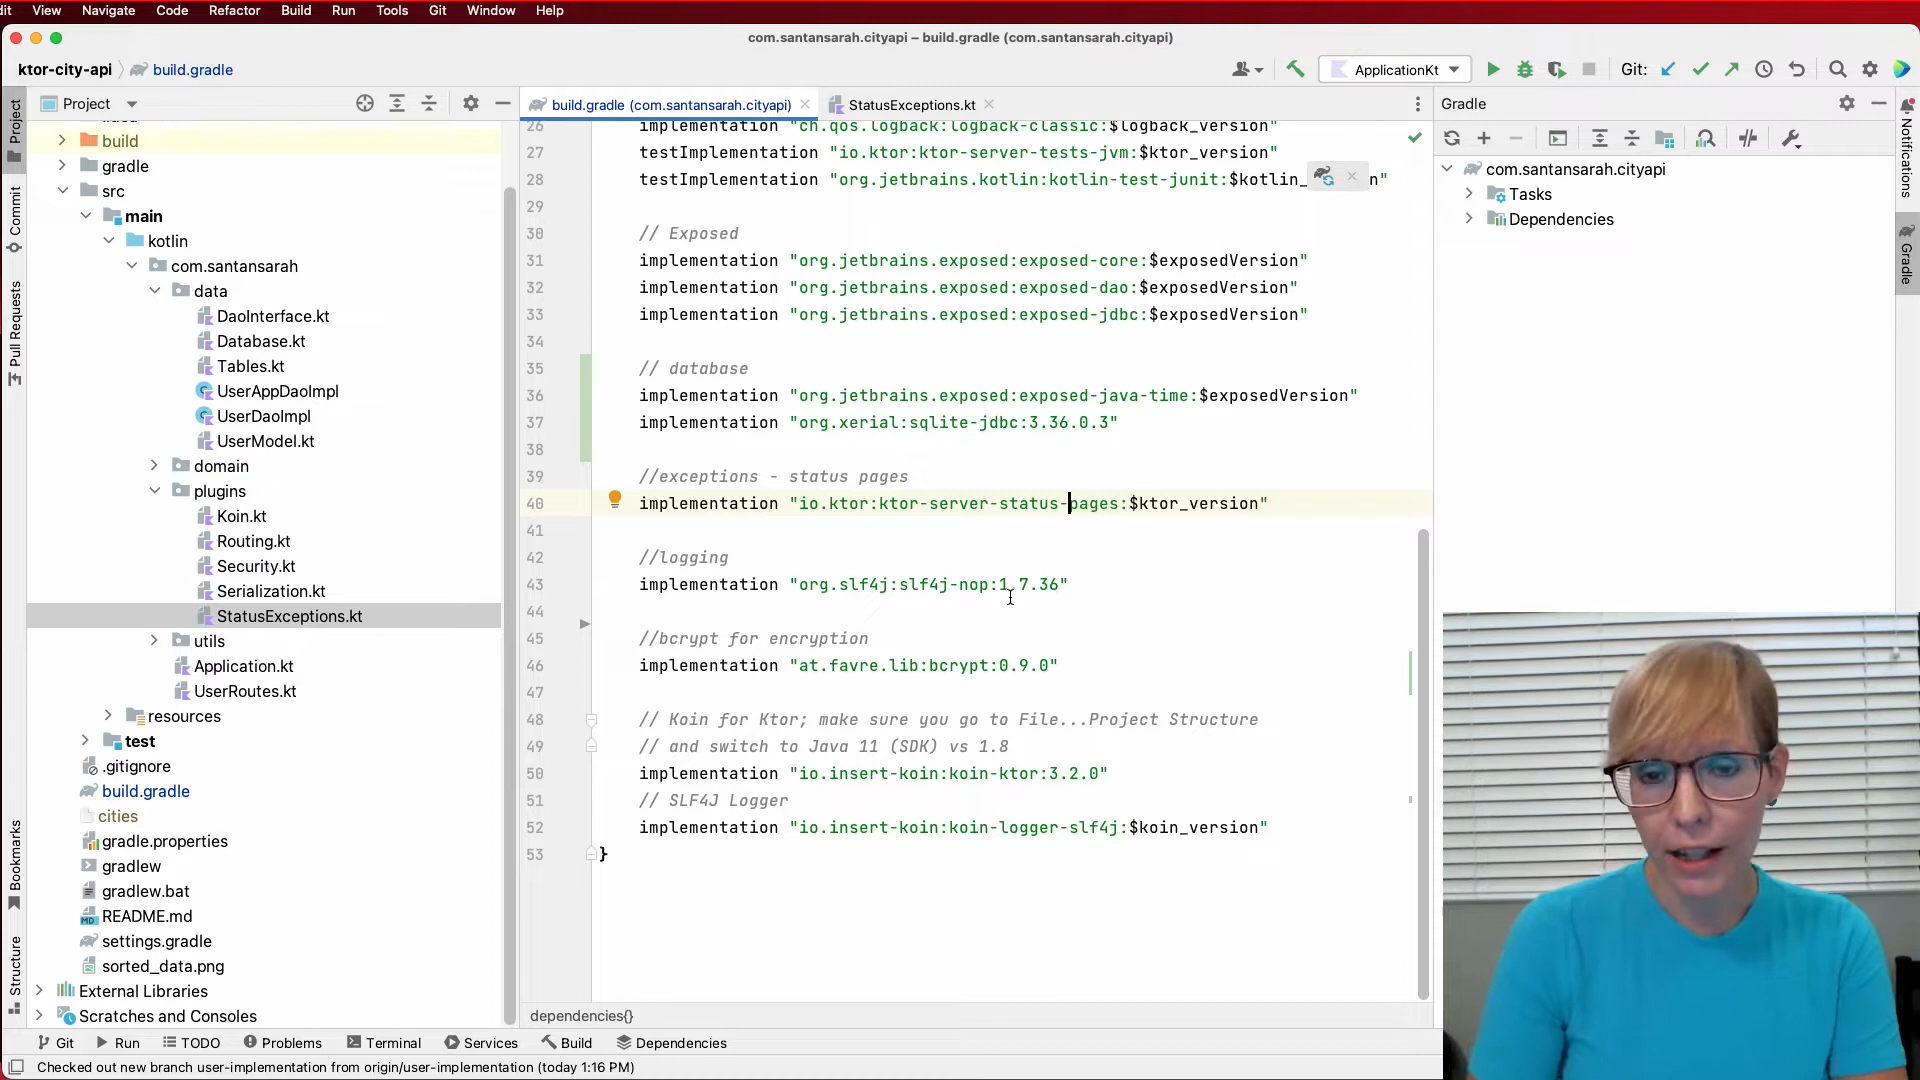 dit View Navigate Code Refactor Build Run Tools Git Window Help
com.santansarah.cityapi – build.gradle (com.santansarah.cityapi)
ktor-city-api build.gradle
ApplicationKt
Git:
Project
build.gradle (com.santansarah.cityapi)
StatusExceptions.kt
Gradle
Project
Commit
Pull Requests
Bookmarks
Structure
build
gradle
src
main
kotlin
com.santansarah
data
DaoInterface.kt
Database.kt
Tables.kt
UserAppDaoImpl
UserDaoImpl
UserModel.kt
domain
plugins
Koin.kt
Routing.kt
Security.kt
Serialization.kt
StatusExceptions.kt
utils
Application.kt
UserRoutes.kt
resources
test
.gitignore
build.gradle
cities
gradle.properties
gradlew
gradlew.bat
README.md
settings.gradle
sorted_data.png
External Libraries
Scratches and Consoles
26 implementation "ch.qos.logback:logback-classic:$logback_version"
27 testImplementation "io.ktor:ktor-server-tests-jvm:$ktor_version"
28 testImplementation "org.jetbrains.kotlin:kotlin-test-junit:$kotlin_ n"
29
30 // Exposed
31 implementation "org.jetbrains.exposed:exposed-core:$exposedVersion"
32 implementation "org.jetbrains.exposed:exposed-dao:$exposedVersion"
33 implementation "org.jetbrains.exposed:exposed-jdbc:$exposedVersion"
34
35 // database
36 implementation "org.jetbrains.exposed:exposed-java-time:$exposedVersion"
37 implementation "org.xerial:sqlite-jdbc:3.36.0.3"
38
39 //exceptions - status pages
40 implementation "io.ktor:ktor-server-status-pages:$ktor_version"
41
42 //logging
43 implementation "org.slf4j:slf4j-nop:1.7.36"
44
45 //bcrypt for encryption
46 implementation "at.favre.lib:bcrypt:0.9.0"
47
48 // Koin for Ktor; make sure you go to File...Project Structure
49 // and switch to Java 11 (SDK) vs 1.8
50 implementation "io.insert-koin:koin-ktor:3.2.0"
51 // SLF4J Logger
52 implementation "io.insert-koin:koin-logger-slf4j:$koin_version"
53 }
dependencies{}
com.santansarah.cityapi
Tasks
Dependencies
Notifications
Gradle
Git Run TODO Problems Terminal Services Build Dependencies
Checked out new branch user-implementation from origin/user-implementation (today 1:16 PM)